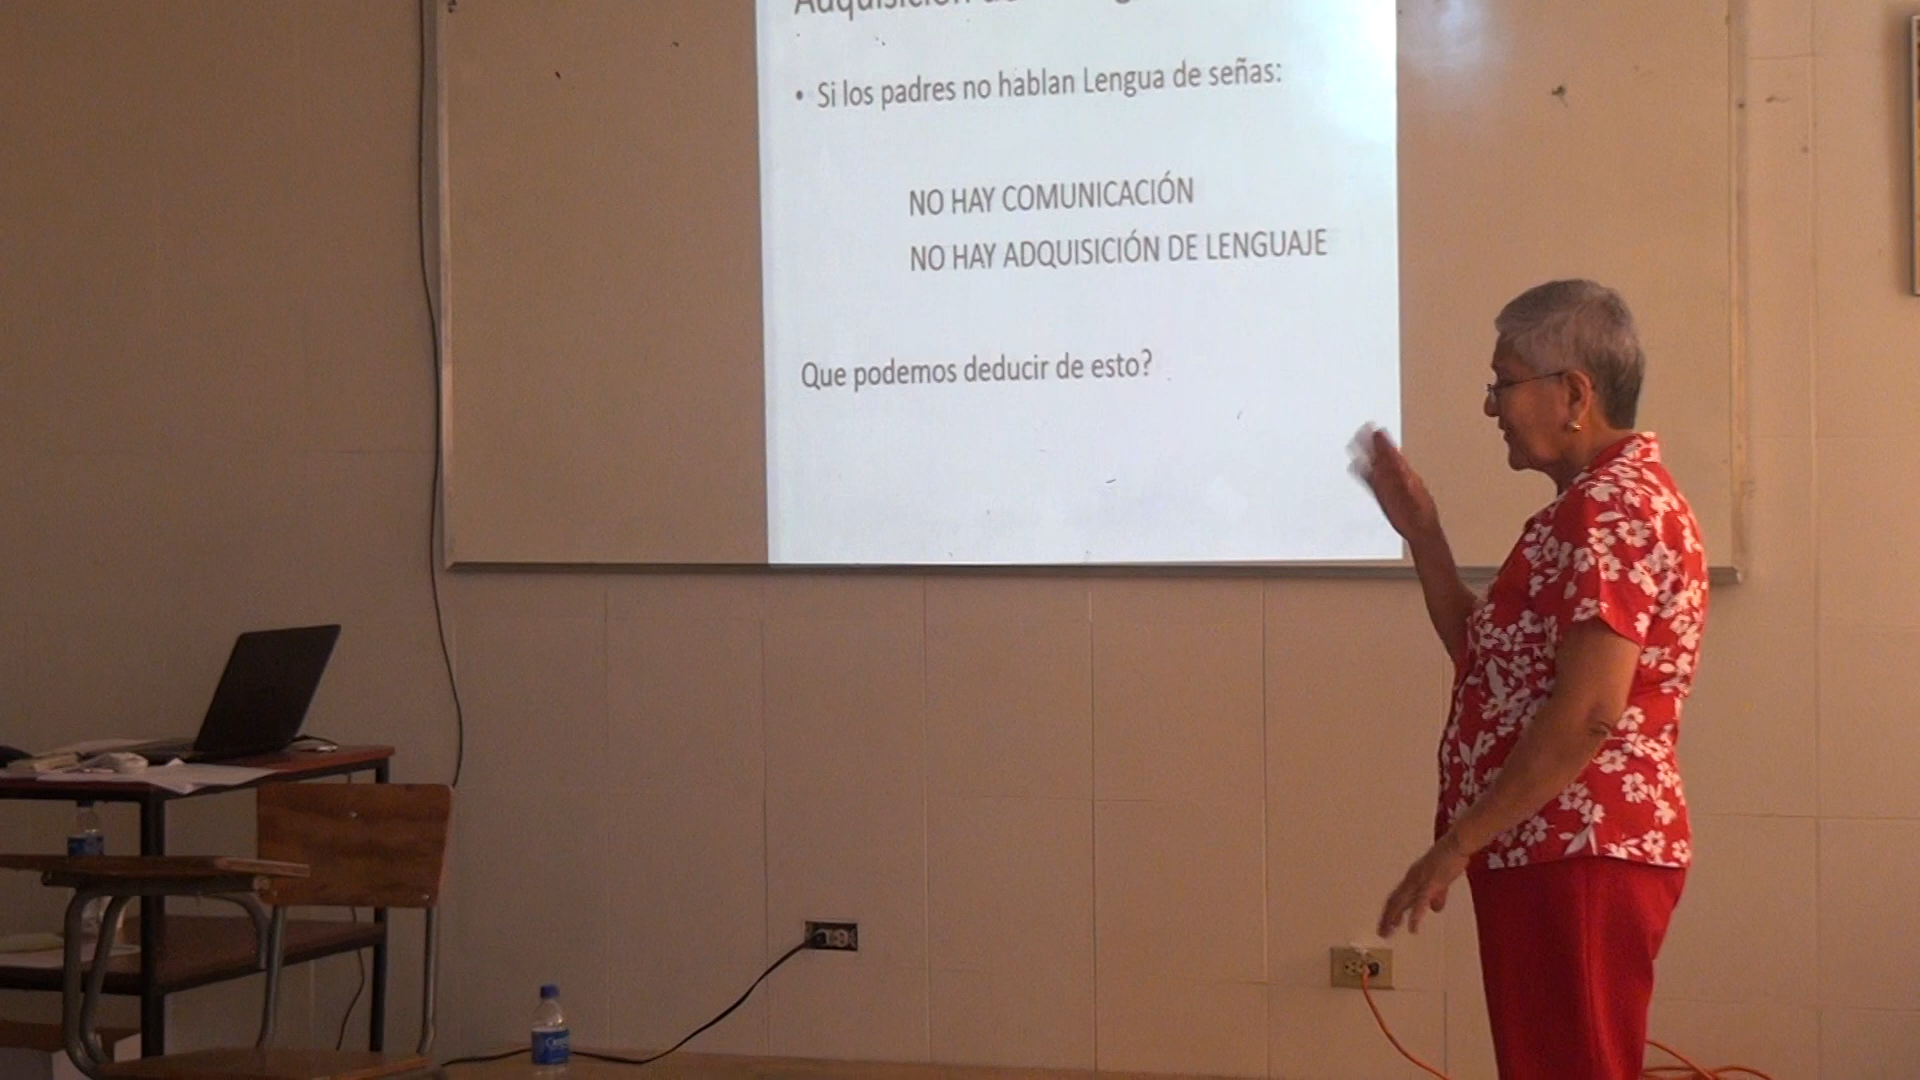 Adquisición
• Si los padres no hablan Lengua de señas:
NO HAY COMUNICACIÓN
NO HAY ADQUISICIÓN DE LENGUAJE
Que podemos deducir de esto?